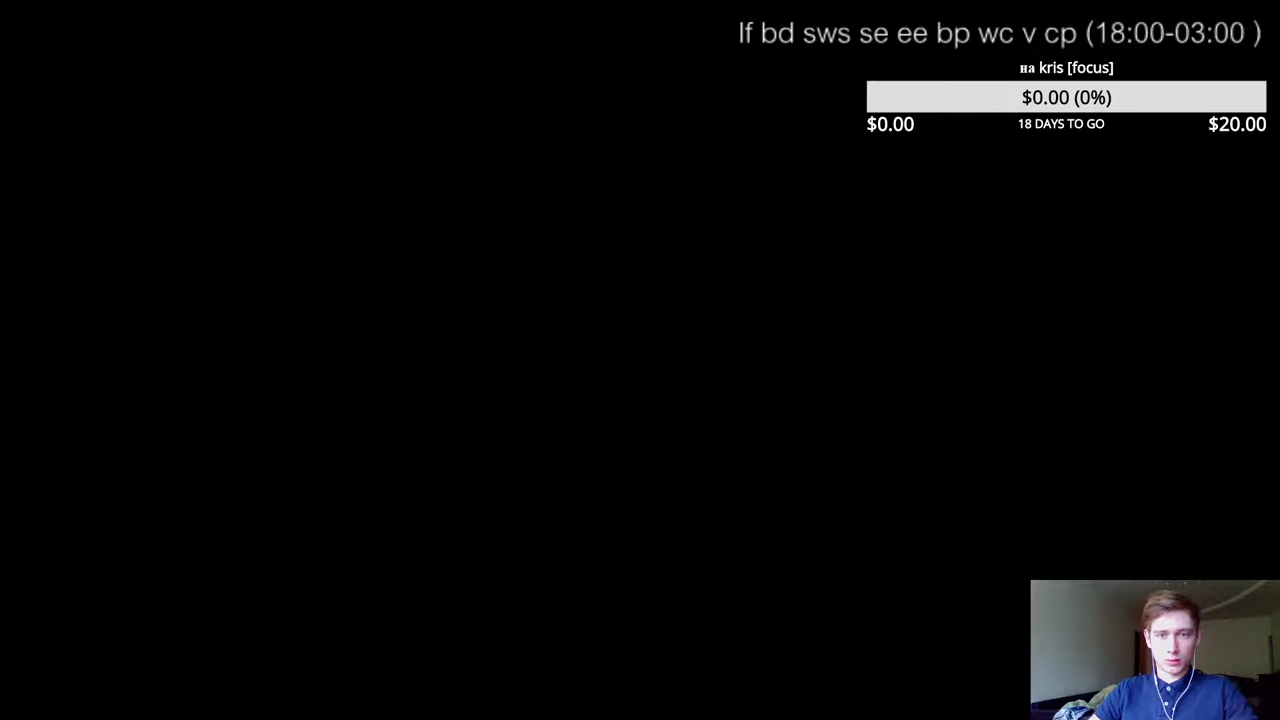 lf bd sws se ee bp wc v cp (18:00-03:00 )
на kris [focus]
$0.00 (0%)
$0.00 18 DAYS TO GO $20.00